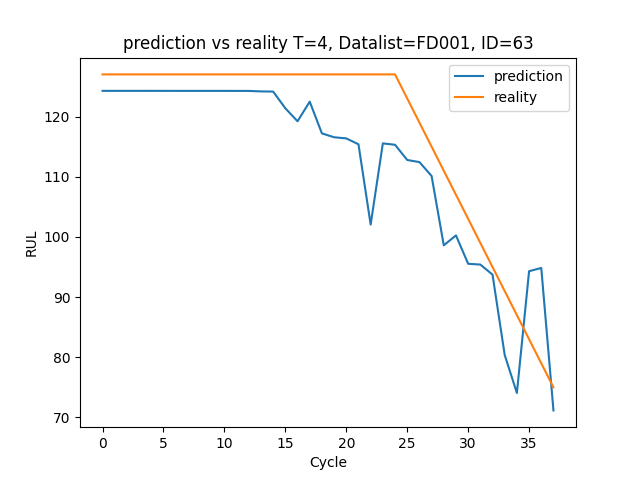 prediction vs reality T=4, Datalist=FD001, ID=63
prediction
reality
120
110
100
90
80
70
RUL
0 5 10 15 20 25 30 35
Cycle